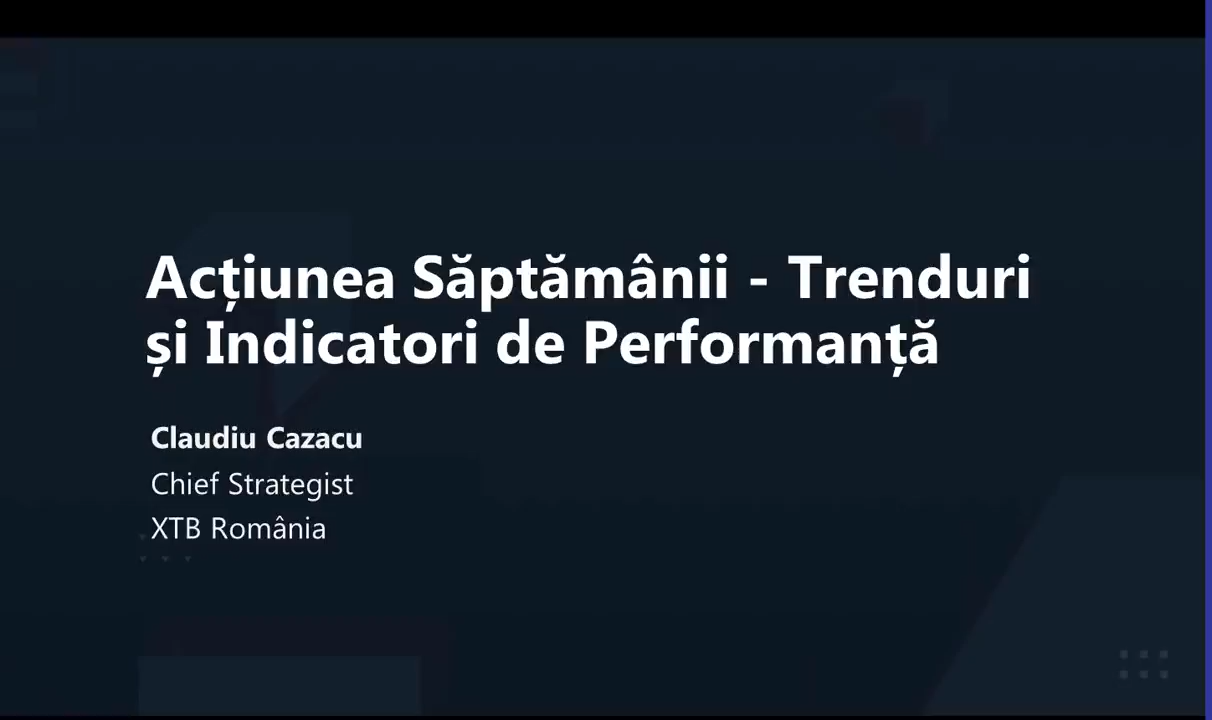 Acțiunea Săptămânii - Trenduri
și Indicatori de Performanță
Claudiu Cazacu
Chief Strategist
XTB România